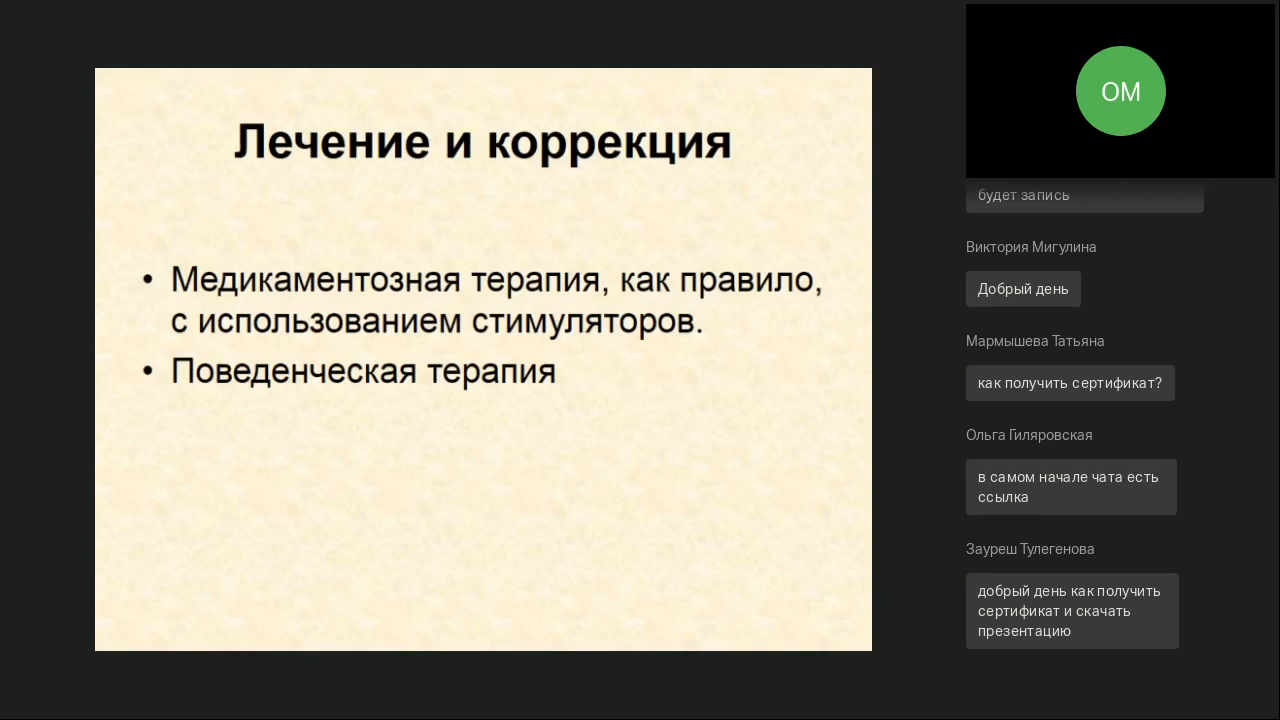 Лечение и коррекция
• Медикаментозная терапия, как правило,
с использованием стимуляторов.
• Поведенческая терапия
ОМ
будет запись
Виктория Мигулина
Добрый день
Мармышева Татьяна
как получить сертификат?
Ольга Гиляровская
в самом начале чата есть
ссылка
Зауреш Тулегенова
добрый день как получить
сертификат и скачать
презентацию